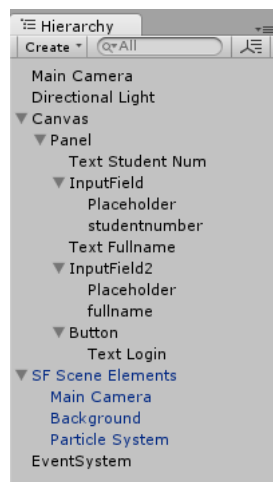 Hierarchy
Create All
Main Camera
Directional Light
Canvas
Panel
Text Student Num
InputField
Placeholder
studentnumber
Text Fullname
InputField2
Placeholder
fullname
Button
Text Login
SF Scene Elements
Main Camera
Background
Particle System
EventSystem